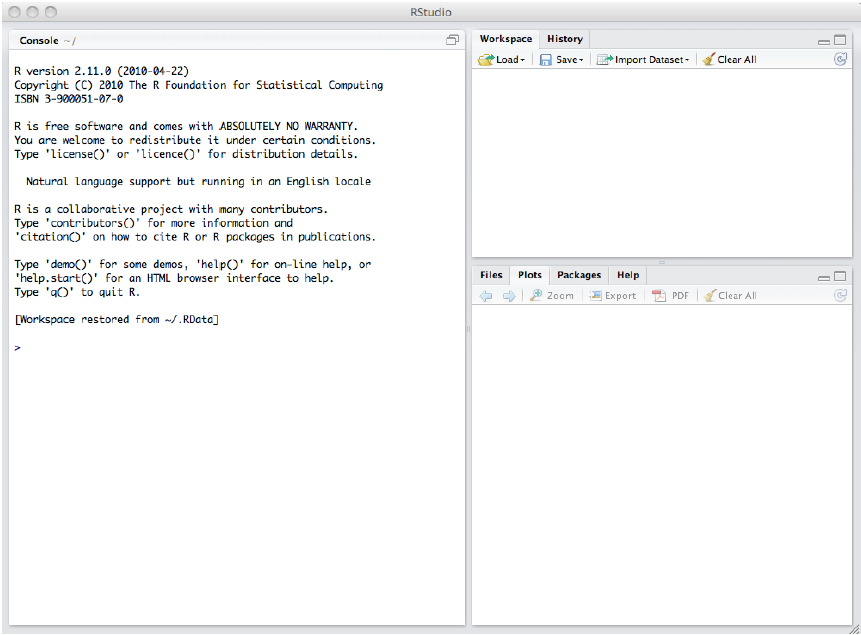 RStudio
Console ~/
R version 2.11.0 (2010-04-22)
Copyright (C) 2010 The R Foundation for Statistical Computing
ISBN 3-900051-07-0
R is free software and comes with ABSOLUTELY NO WARRANTY.
You are welcome to redistribute it under certain conditions.
Type 'license()' or 'licence()' for distribution details.
Natural language support but running in an English locale
R is a collaborative project with many contributors.
Type 'contributors()' for more information and
'citation()' on how to cite R or R packages in publications.
Type 'demo()' for some demos, 'help()' for on-line help, or
'help.start()' for an HTML browser interface to help.
Type 'q()' to quit R.
[Workspace restored from ~/.RData]
>
Workspace History
Load Save Import Dataset Clear All
Files Plots Packages Help
Zoom Export PDF Clear All